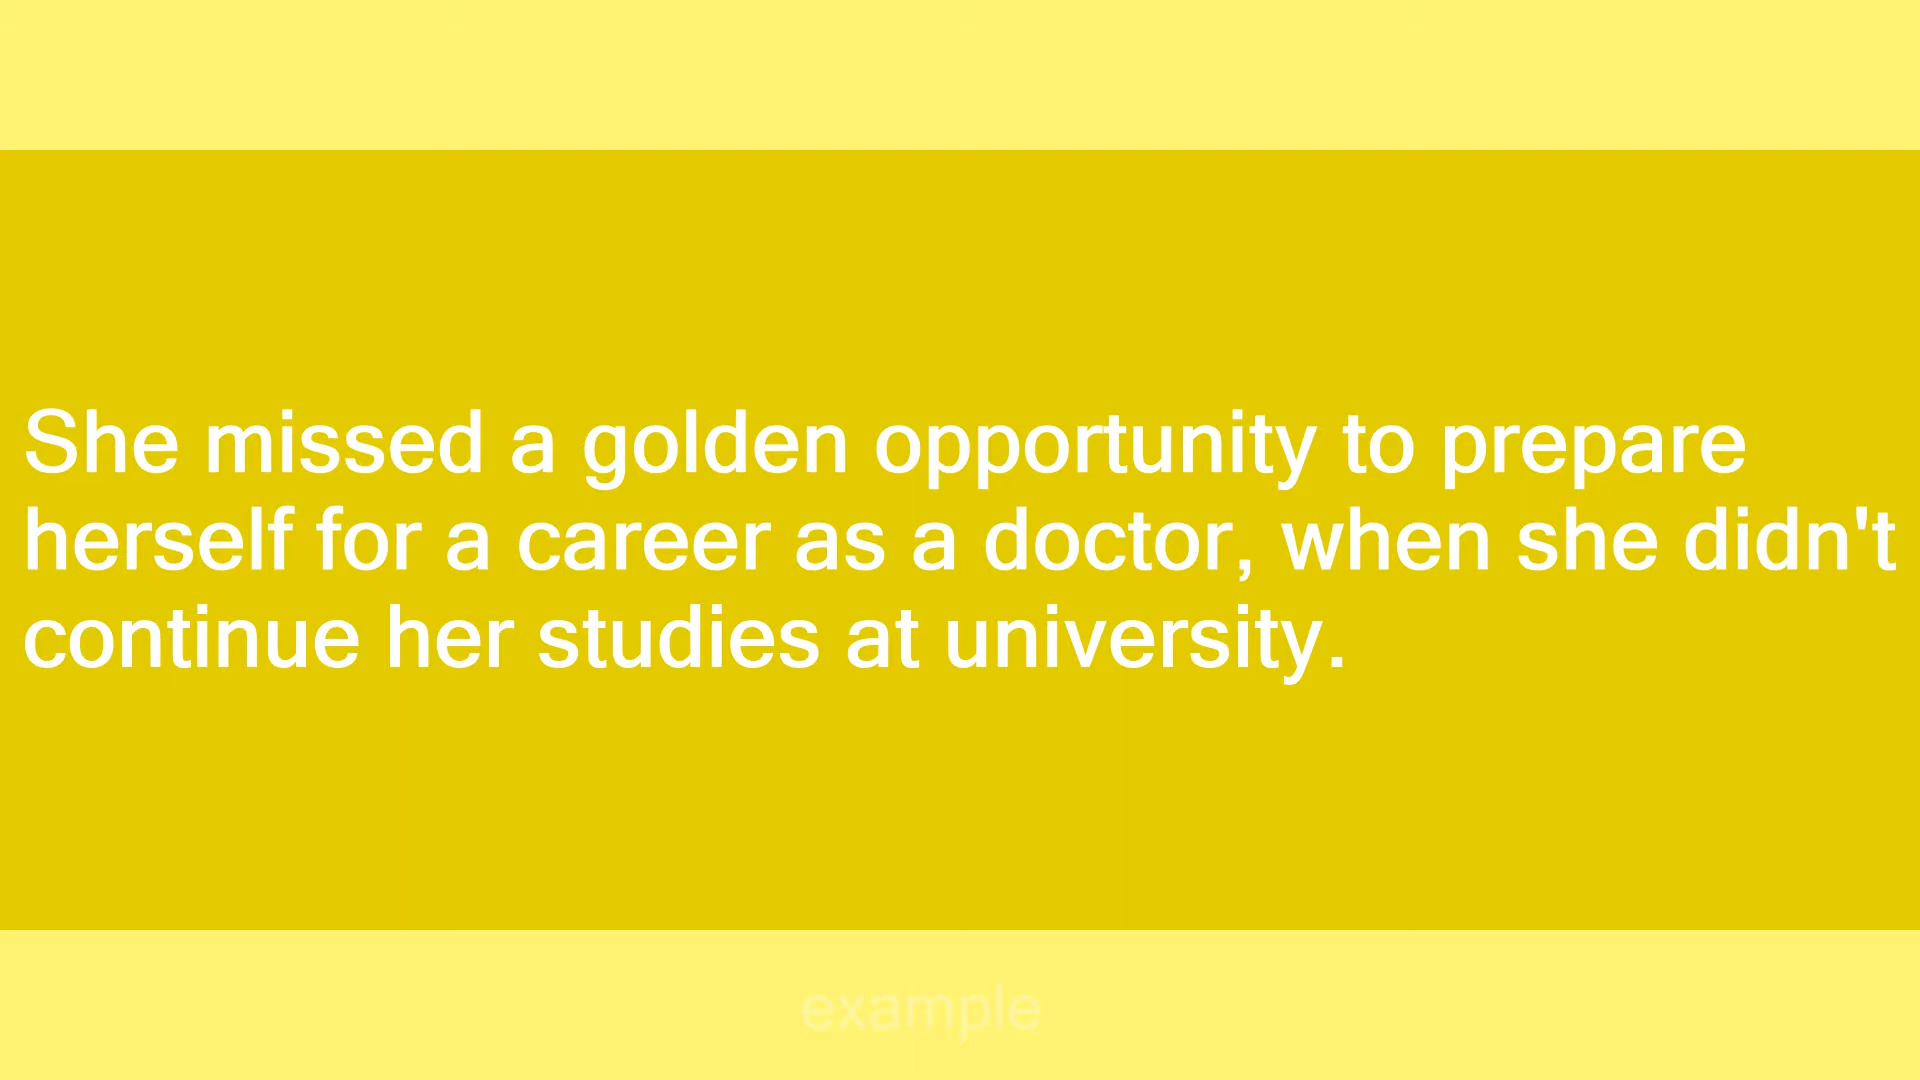 She missed a golden opportunity to prepare
herself for a career as a doctor, when she didn't
continue her studies at university.
example